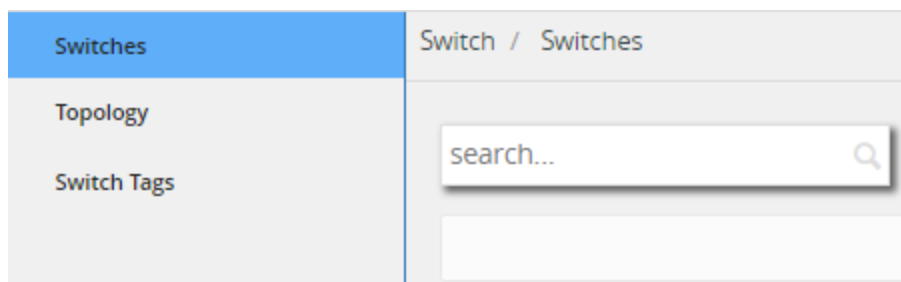 Switches
Topology
Switch Tags
Switch / Switches
search...